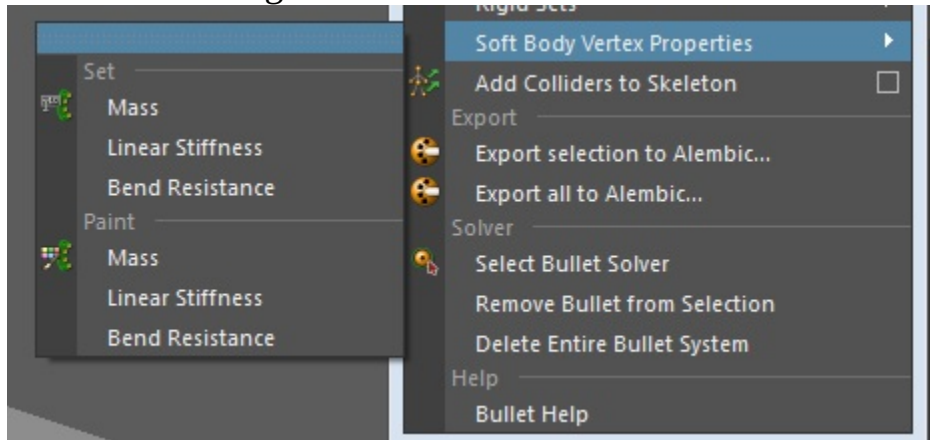 Rigid Sets
Soft Body Vertex Properties
Add Colliders to Skeleton
Export
Export selection to Alembic...
Export all to Alembic...
Solver
Select Bullet Solver
Remove Bullet from Selection
Delete Entire Bullet System
Help
Bullet Help
Set
Mass
Linear Stiffness
Bend Resistance
Paint
Mass
Linear Stiffness
Bend Resistance